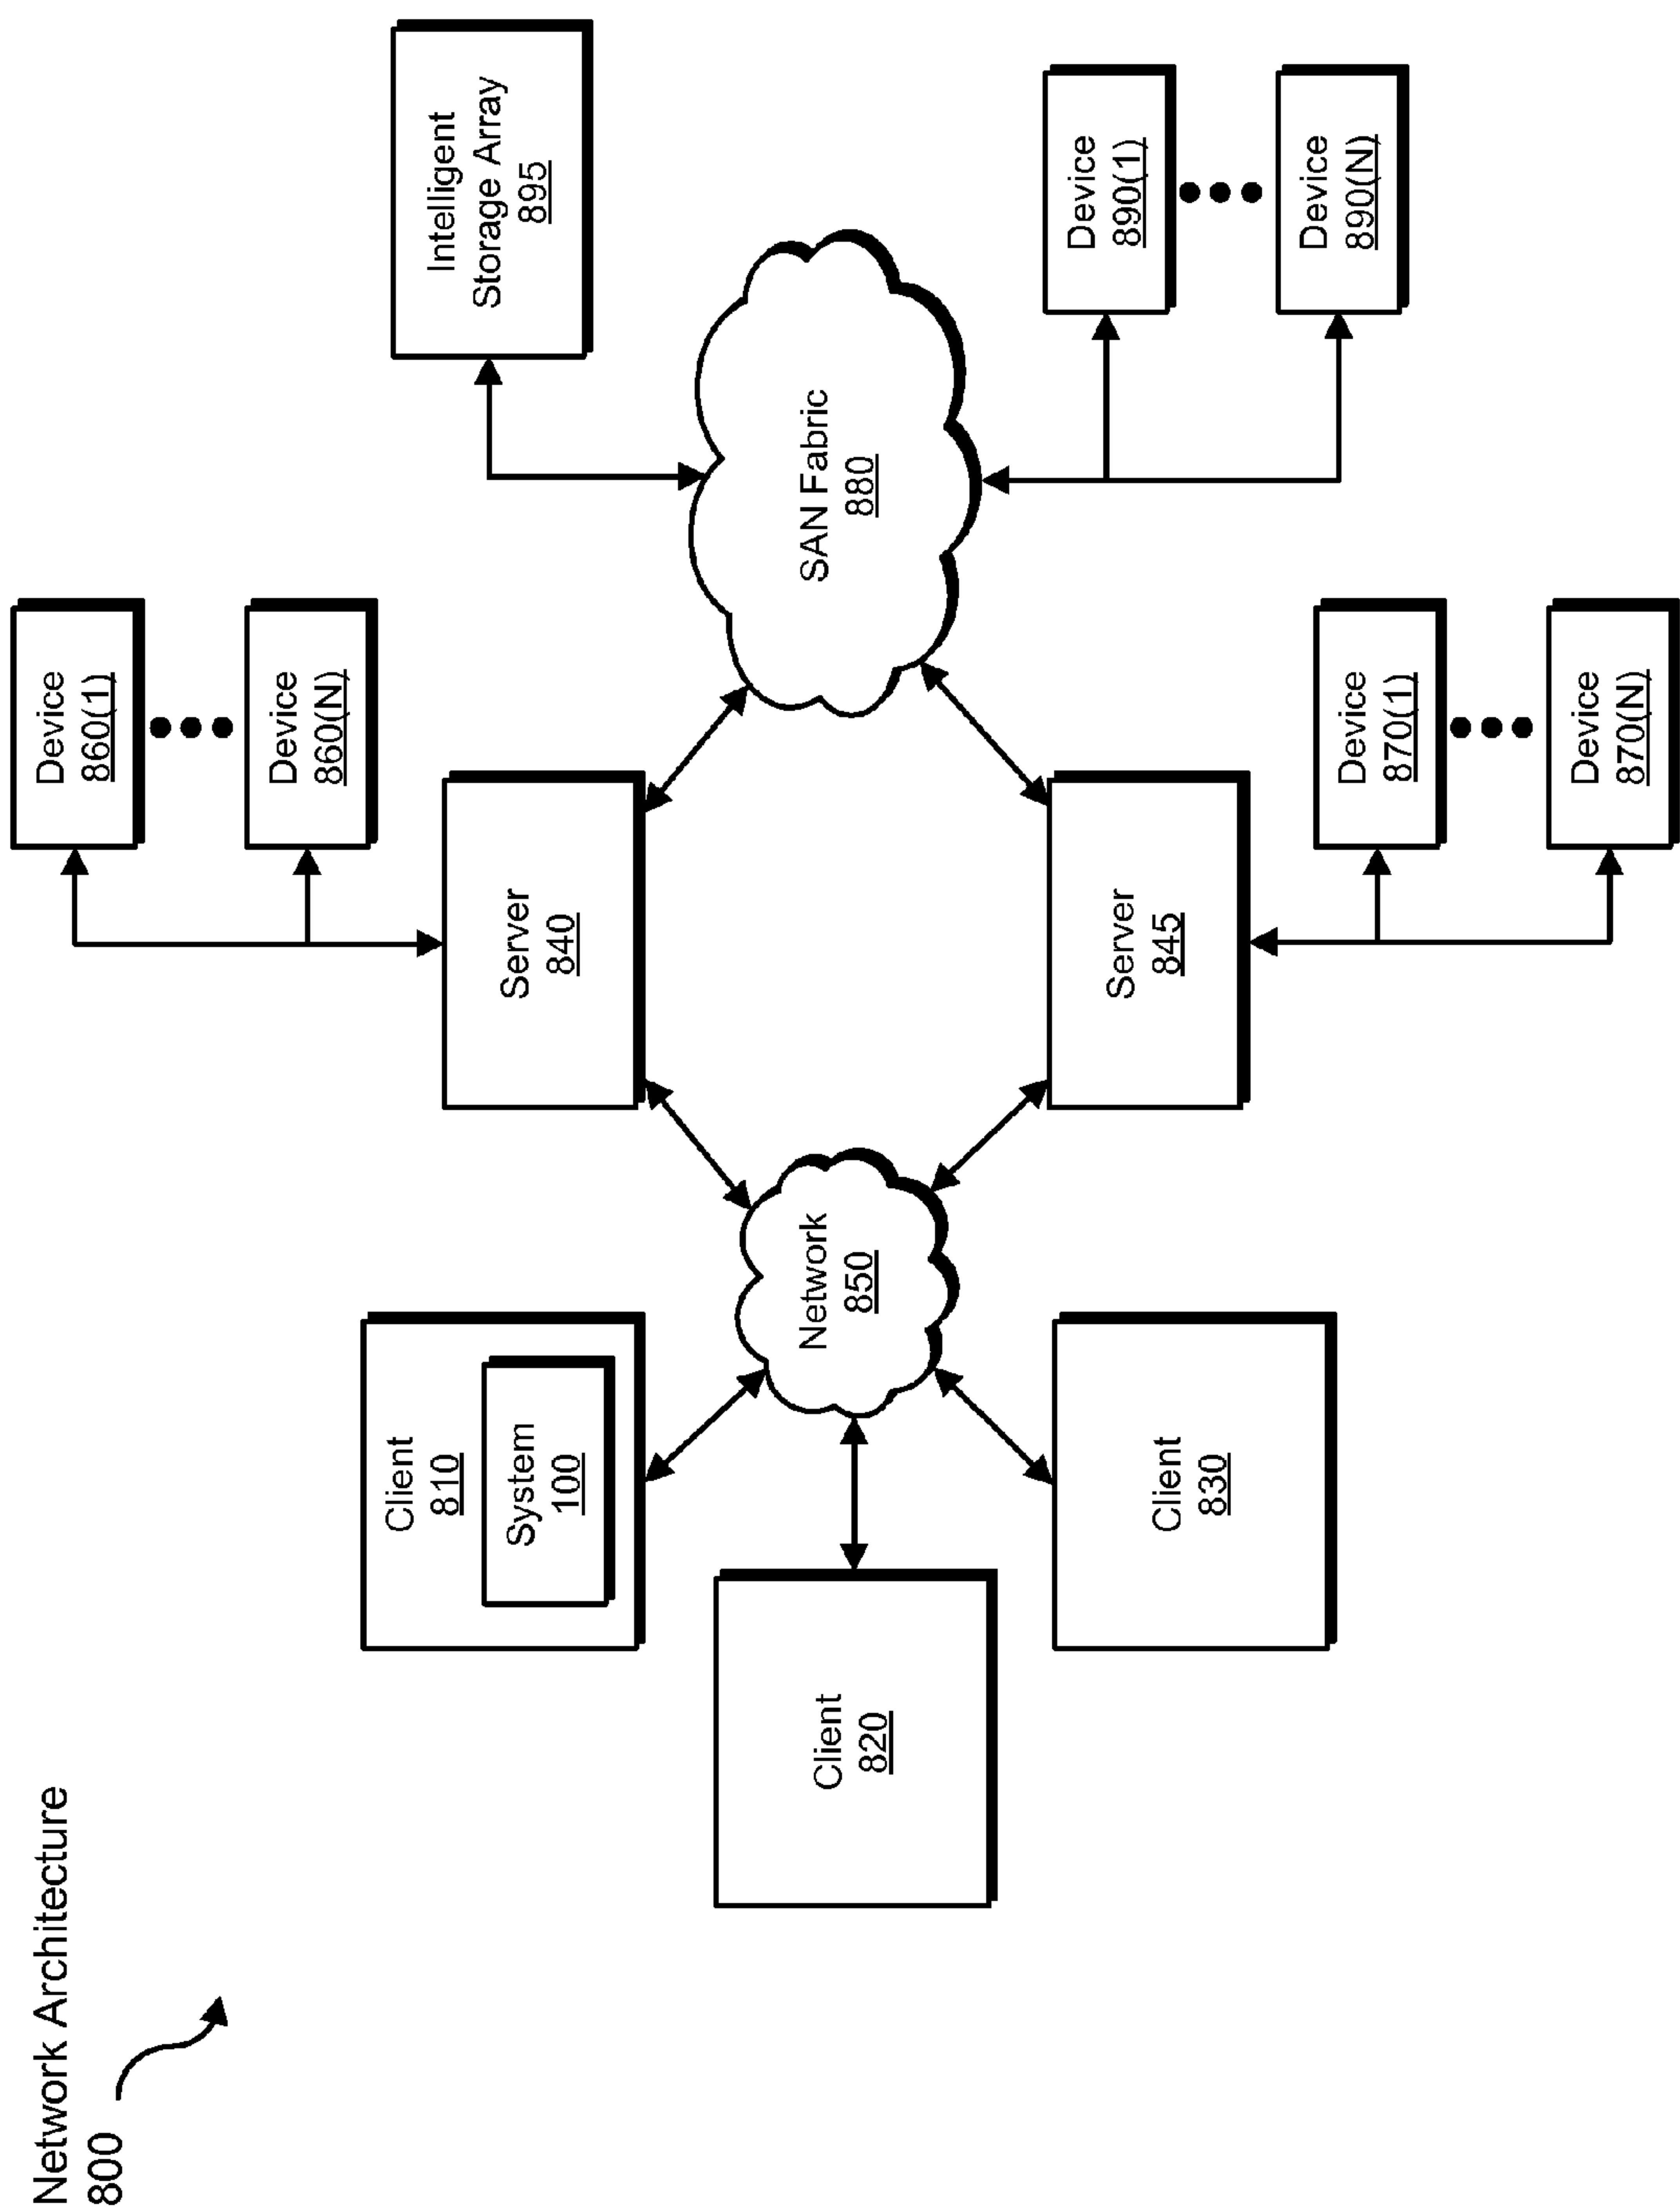 Network Architecture
800
Device
860(1)
Device
860(N)
Intelligent
Storage Array
895
Client
810
System
100
Server
840
Client
820
Network
850
SAN Fabric
880
Client
830
Server
845
Device
890(1)
Device
890(N)
Device
870(1)
Device
870(N)